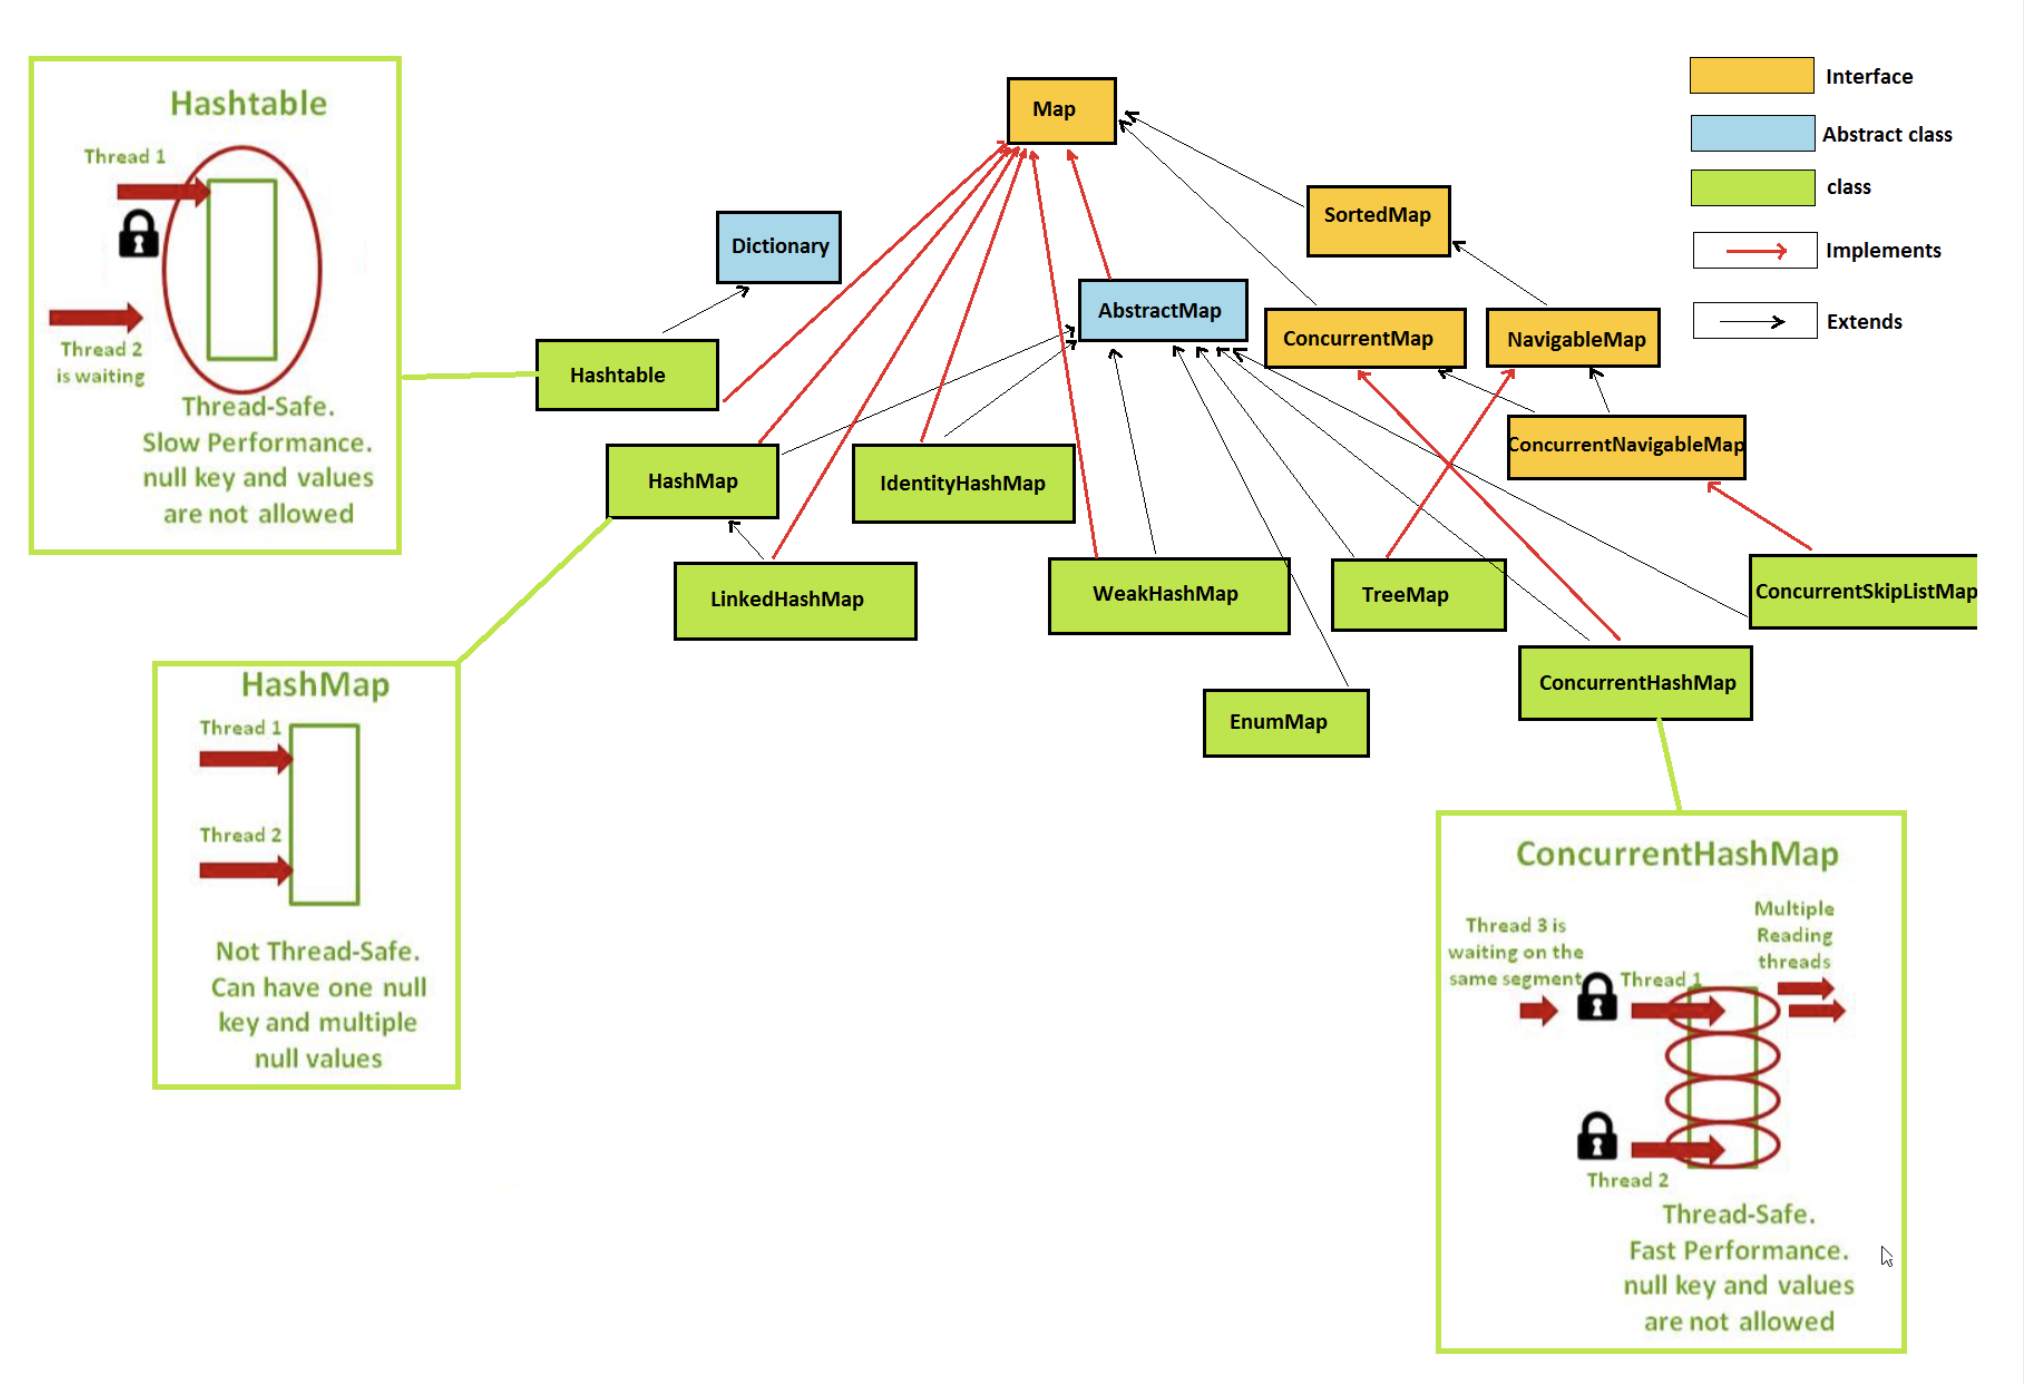 Hashtable
Thread 1
Thread 2
is waiting
Thread-Safe.
Slow Performance.
null key and values
are not allowed
Map
Interface
Abstract class
class
Implements
Extends
SortedMap
Dictionary
AbstractMap
ConcurrentMap
NavigableMap
Hashtable
ConcurrentNavigableMap
HashMap
IdentityHashMap
LinkedHashMap
WeakHashMap
TreeMap
ConcurrentSkipListMap
EnumMap
ConcurrentHashMap
HashMap
Thread 1
Thread 2
Not Thread-Safe.
Can have one null
key and multiple
null values
ConcurrentHashMap
Thread 3 is
waiting on the
same segment
Thread 1
Multiple
Reading
threads
Thread 2
Thread-Safe.
Fast Performance.
null key and values
are not allowed